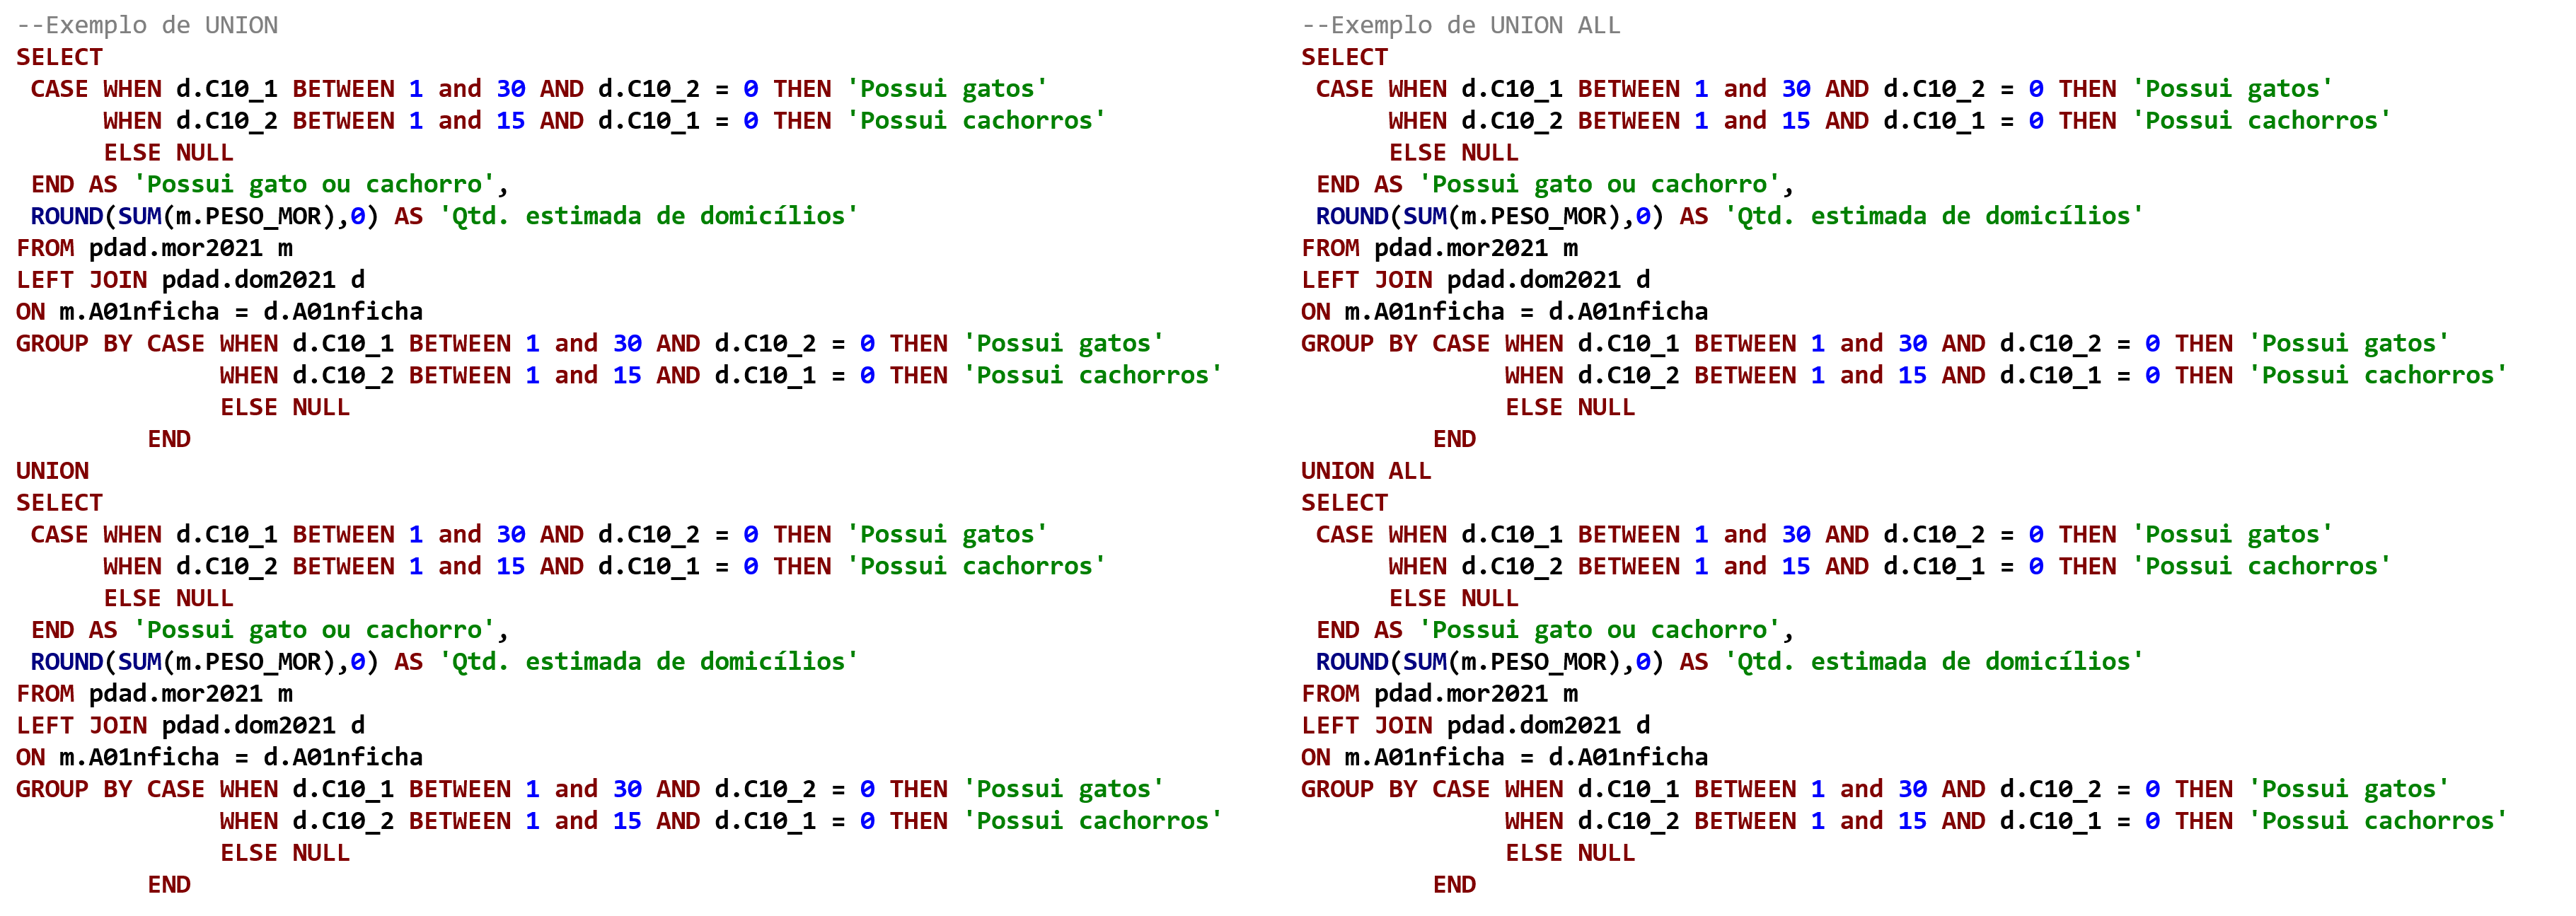 --Exemplo de UNION
SELECT
CASE WHEN d.C10_1 BETWEEN 1 and 30 AND d.C10_2 = 0 THEN 'Possui gatos'
WHEN d.C10_2 BETWEEN 1 and 15 AND d.C10_1 = 0 THEN 'Possui cachorros'
ELSE NULL
END AS 'Possui gato ou cachorro',
ROUND(SUM(m.PESO_MOR),0) AS 'Qtd. estimada de domicílios'
FROM pdad.mor2021 m
LEFT JOIN pdad.dom2021 d
ON m.A01nficha = d.A01nficha
GROUP BY CASE WHEN d.C10_1 BETWEEN 1 and 30 AND d.C10_2 = 0 THEN 'Possui gatos'
WHEN d.C10_2 BETWEEN 1 and 15 AND d.C10_1 = 0 THEN 'Possui cachorros'
ELSE NULL
END
UNION
SELECT
CASE WHEN d.C10_1 BETWEEN 1 and 30 AND d.C10_2 = 0 THEN 'Possui gatos'
WHEN d.C10_2 BETWEEN 1 and 15 AND d.C10_1 = 0 THEN 'Possui cachorros'
ELSE NULL
END AS 'Possui gato ou cachorro',
ROUND(SUM(m.PESO_MOR),0) AS 'Qtd. estimada de domicílios'
FROM pdad.mor2021 m
LEFT JOIN pdad.dom2021 d
ON m.A01nficha = d.A01nficha
GROUP BY CASE WHEN d.C10_1 BETWEEN 1 and 30 AND d.C10_2 = 0 THEN 'Possui gatos'
WHEN d.C10_2 BETWEEN 1 and 15 AND d.C10_1 = 0 THEN 'Possui cachorros'
ELSE NULL
END
--Exemplo de UNION ALL
SELECT
CASE WHEN d.C10_1 BETWEEN 1 and 30 AND d.C10_2 = 0 THEN 'Possui gatos'
WHEN d.C10_2 BETWEEN 1 and 15 AND d.C10_1 = 0 THEN 'Possui cachorros'
ELSE NULL
END AS 'Possui gato ou cachorro',
ROUND(SUM(m.PESO_MOR),0) AS 'Qtd. estimada de domicílios'
FROM pdad.mor2021 m
LEFT JOIN pdad.dom2021 d
ON m.A01nficha = d.A01nficha
GROUP BY CASE WHEN d.C10_1 BETWEEN 1 and 30 AND d.C10_2 = 0 THEN 'Possui gatos'
WHEN d.C10_2 BETWEEN 1 and 15 AND d.C10_1 = 0 THEN 'Possui cachorros'
ELSE NULL
END
UNION ALL
SELECT
CASE WHEN d.C10_1 BETWEEN 1 and 30 AND d.C10_2 = 0 THEN 'Possui gatos'
WHEN d.C10_2 BETWEEN 1 and 15 AND d.C10_1 = 0 THEN 'Possui cachorros'
ELSE NULL
END AS 'Possui gato ou cachorro',
ROUND(SUM(m.PESO_MOR),0) AS 'Qtd. estimada de domicílios'
FROM pdad.mor2021 m
LEFT JOIN pdad.dom2021 d
ON m.A01nficha = d.A01nficha
GROUP BY CASE WHEN d.C10_1 BETWEEN 1 and 30 AND d.C10_2 = 0 THEN 'Possui gatos'
WHEN d.C10_2 BETWEEN 1 and 15 AND d.C10_1 = 0 THEN 'Possui cachorros'
ELSE NULL
END